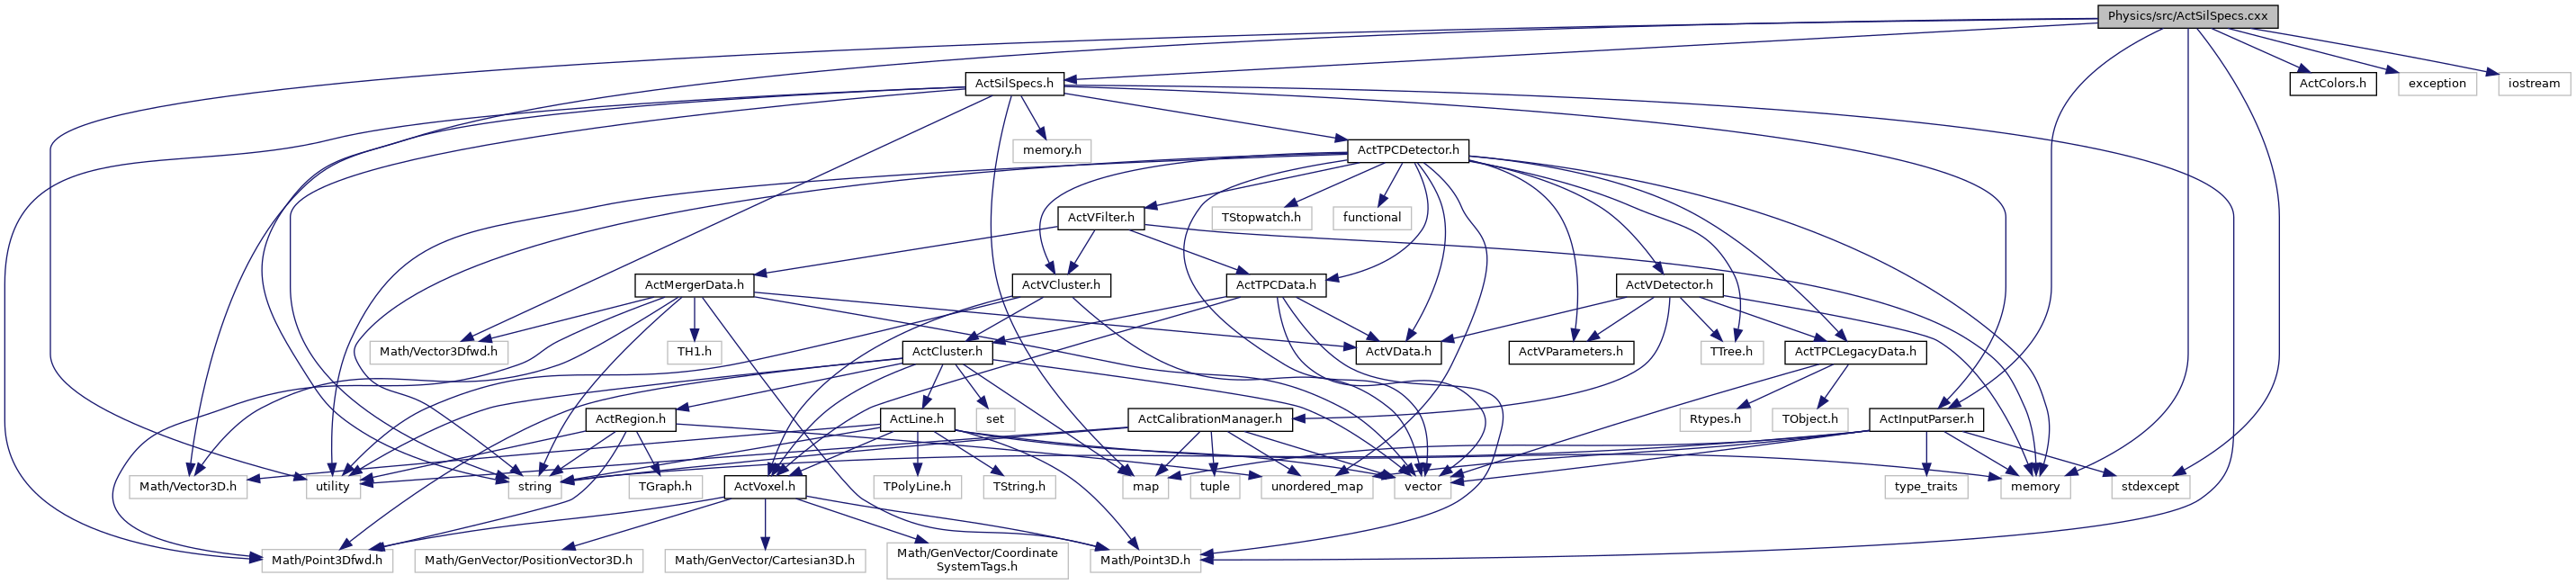 Physics/src/ActSilSpecs.cxx
ActSilSpecs.h
ActColors.h
exception
iostream
memory.h
ActTPCDetector.h
ActVFilter.h
TStopwatch.h
functional
ActMergerData.h
ActVCluster.h
ActTPCData.h
ActVDetector.h
Math/Vector3Dfwd.h
TH1.h
ActCluster.h
ActVData.h
ActVParameters.h
TTree.h
ActTPCLegacyData.h
ActRegion.h
ActLine.h
set
ActCalibrationManager.h
Rtypes.h
TObject.h
ActInputParser.h
Math/Vector3D.h
utility
string
TGraph.h
ActVoxel.h
TPolyLine.h
TString.h
map
tuple
unordered_map
vector
type_traits
memory
stdexcept
Math/Point3Dfwd.h
Math/GenVector/PositionVector3D.h
Math/GenVector/Cartesian3D.h
Math/GenVector/Coordinate
SystemTags.h
Math/Point3D.h